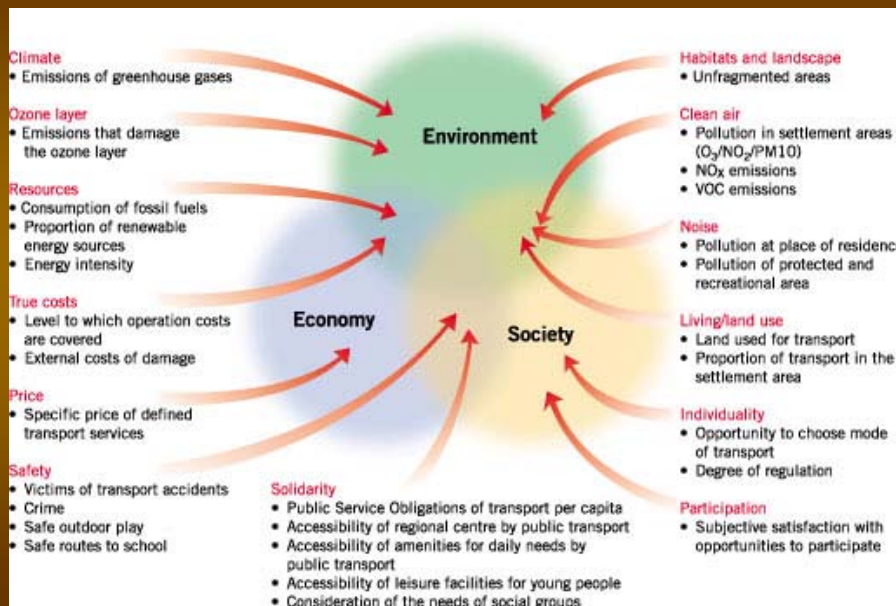 Climate
• Emissions of greenhouse gases
Ozone layer
• Emissions that damage
the ozone layer
Resources
• Consumption of fossil fuels
• Proportion of renewable
energy sources
• Energy intensity
True costs
• Level to which operation costs
are covered
• External costs of damage
Price
• Specific price of defined
transport services
Safety
• Victims of transport accidents
• Crime
• Safe outdoor play
• Safe routes to school
Environment
Economy
Society
Solidarity
• Public Service Obligations of transport per capita
• Accessibility of regional centre by public transport
• Accessibility of amenities for daily needs by
public transport
• Accessibility of leisure facilities for young people
• Consideration of the needs of social groups
Habitats and landscape
• Unfragmented areas
Clean air
• Pollution in settlement areas
(O₃/NO₂/PM10)
• NOx emissions
• VOC emissions
Noise
• Pollution at place of residenc
• Pollution of protected and
recreational area
Living/land use
• Land used for transport
• Proportion of transport in the
settlement area
Individuality
• Opportunity to choose mode
of transport
• Degree of regulation
Participation
• Subjective satisfaction with
opportunities to participate